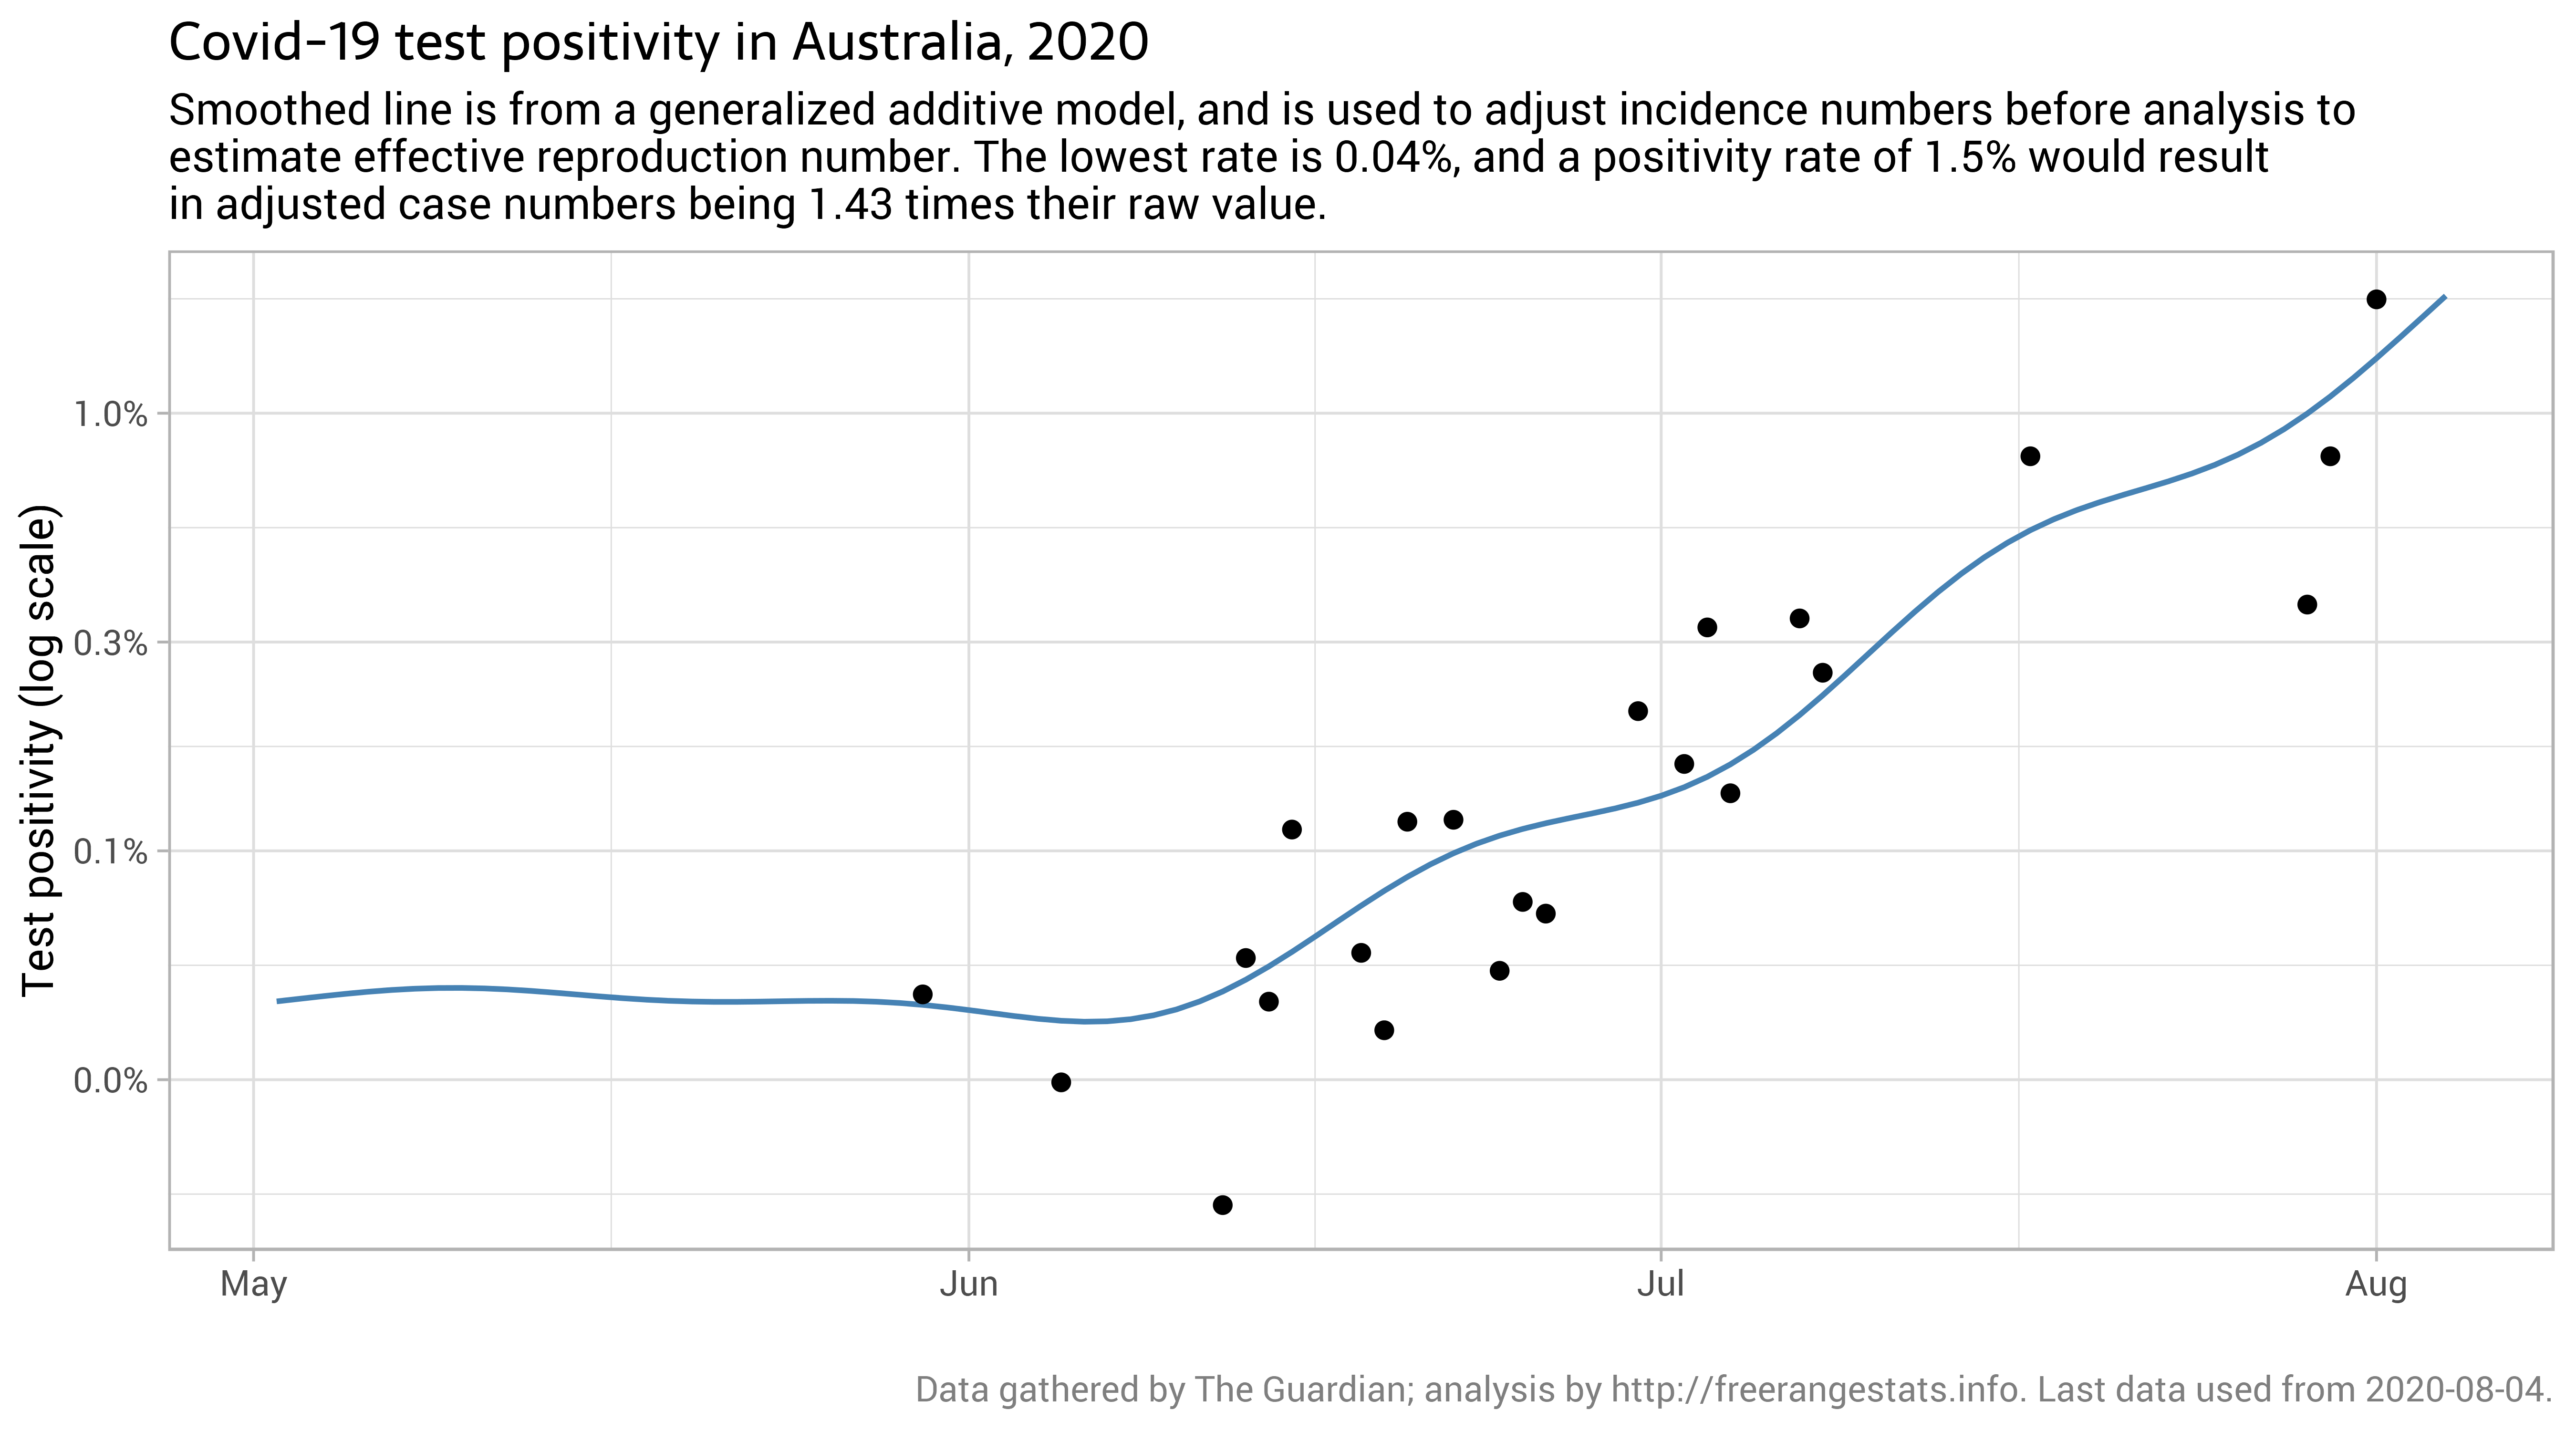 Covid-19 test positivity in Australia, 2020
Smoothed line is from a generalized additive model, and is used to adjust incidence numbers before analysis to
estimate effective reproduction number. The lowest rate is 0.04%, and a positivity rate of 1.5% would result
in adjusted case numbers being 1.43 times their raw value.
Test positivity (log scale)
1.0%
0.3%
0.1%
0.0%
May
Jun
Jul
Aug
Data gathered by The Guardian; analysis by http://freerangestats.info. Last data used from 2020-08-04.